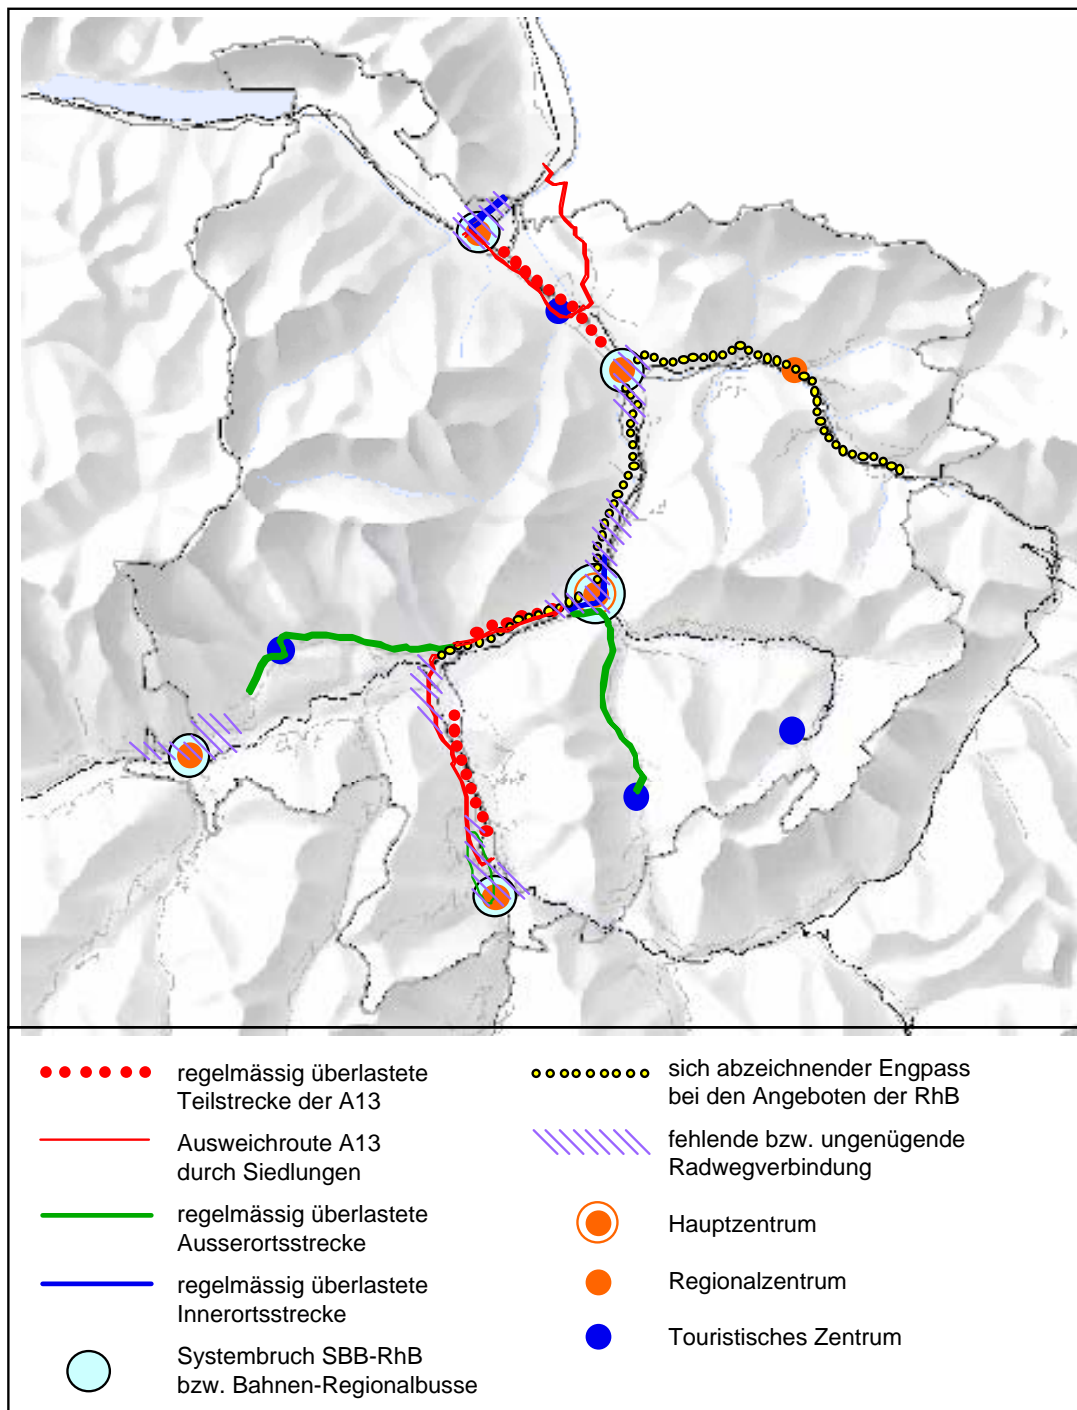 regelmässig überlastete
Teilstrecke der A13
Ausweichroute A13
durch Siedlungen
regelmässig überlastete
Ausserortsstrecke
regelmässig überlastete
Innerortsstrecke
Systembruch SBB-RhB
bzw. Bahnen-Regionalbusse
sich abzeichnender Engpass
bei den Angeboten der RhB
fehlende bzw. ungenügende
Radwegverbindung
Hauptzentrum
Regionalzentrum
Touristisches Zentrum